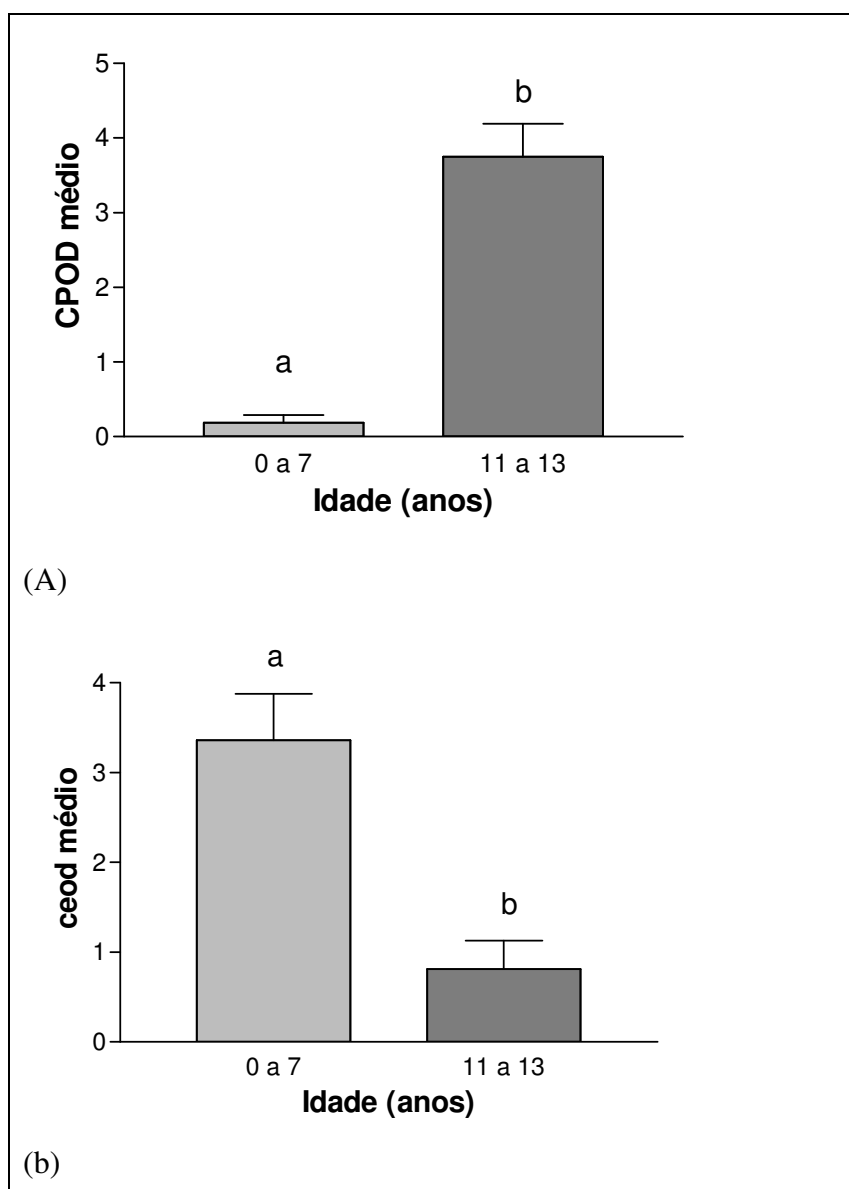 5
4
3
2
1
0
CPOD médio
a
b
0 a 7
11 a 13
Idade (anos)
(A)
4
3
2
1
0
ceod médio
a
b
0 a 7
11 a 13
Idade (anos)
(b)